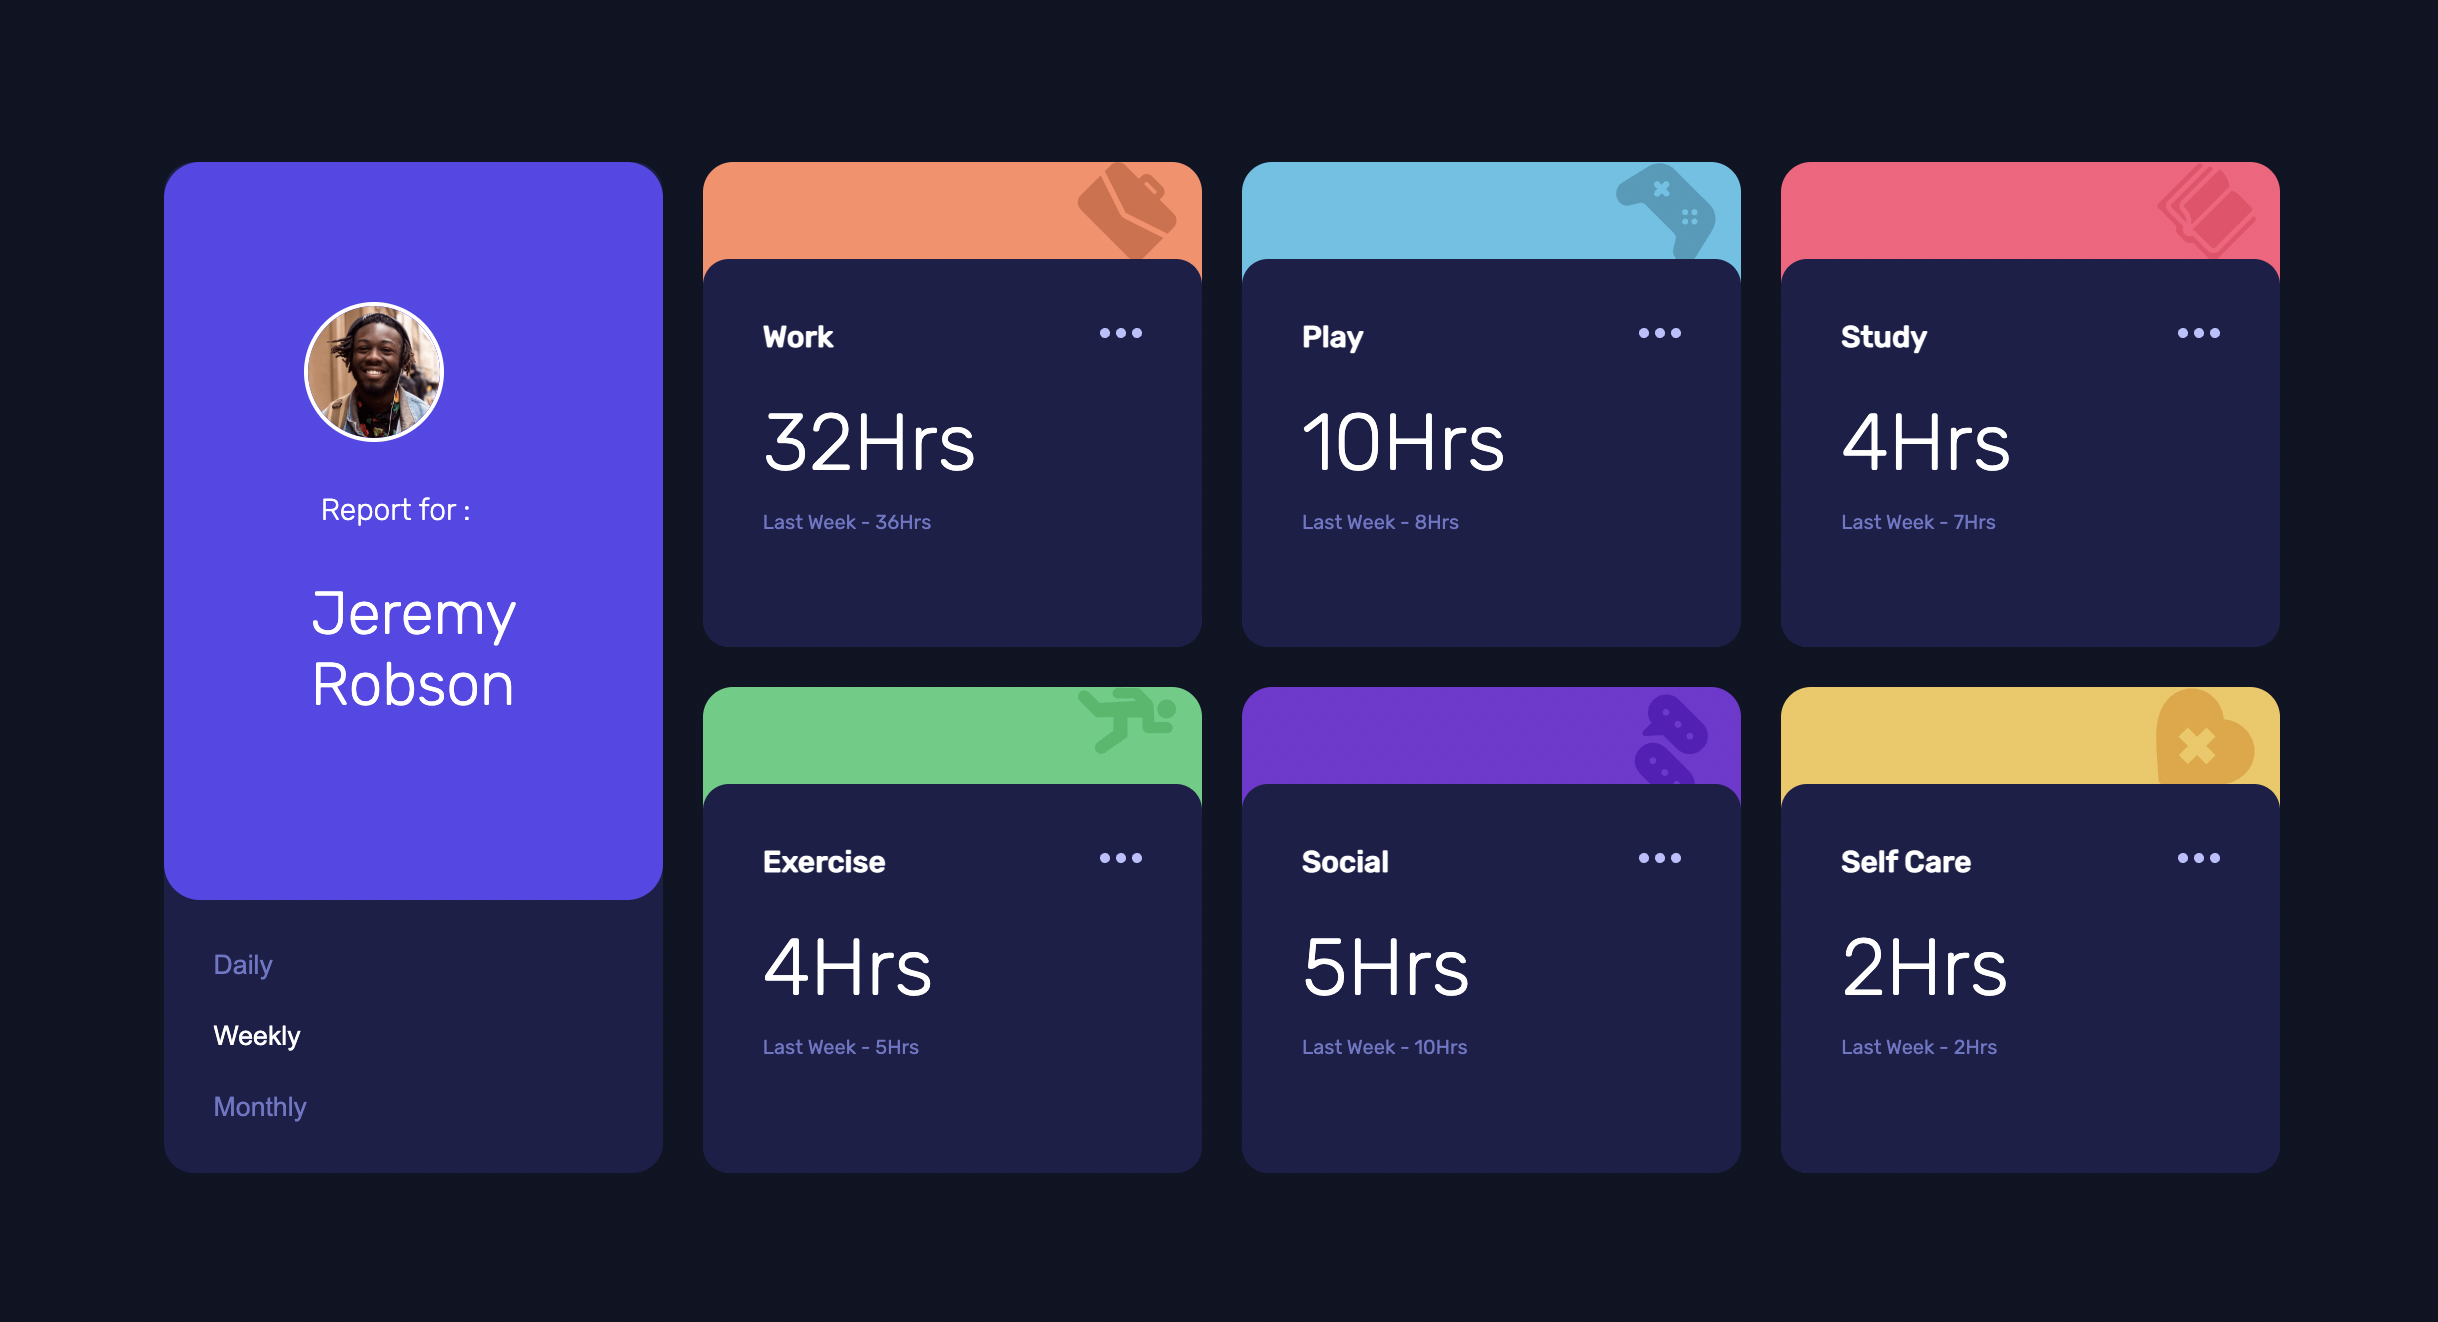 Report for :
Jeremy
Robson
Daily
Weekly
Monthly
Work
32Hrs
Last Week - 36Hrs
Play
10Hrs
Last Week - 8Hrs
Study
4Hrs
Last Week - 7Hrs
Exercise
4Hrs
Last Week - 5Hrs
Social
5Hrs
Last Week - 10Hrs
Self Care
2Hrs
Last Week - 2Hrs